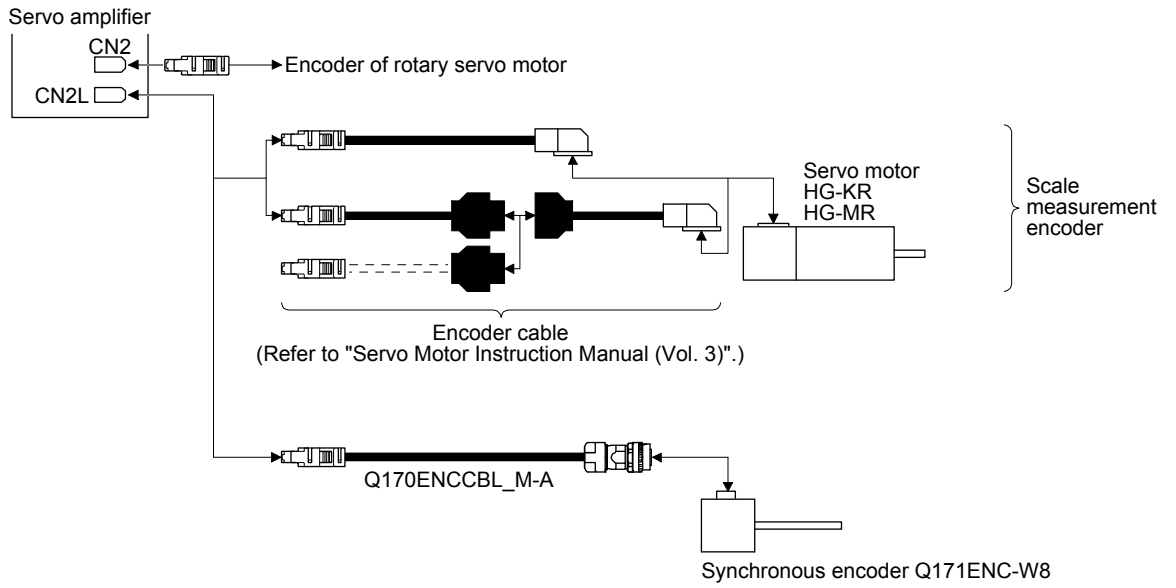 Servo amplifier
CN2
Encoder of rotary servo motor
CN2L
Servo motor
HG-KR
HG-MR
Scale
measurement
encoder
Encoder cable
(Refer to "Servo Motor Instruction Manual (Vol. 3)".)
Q170ENCCBL_M-A
Synchronous encoder Q171ENC-W8